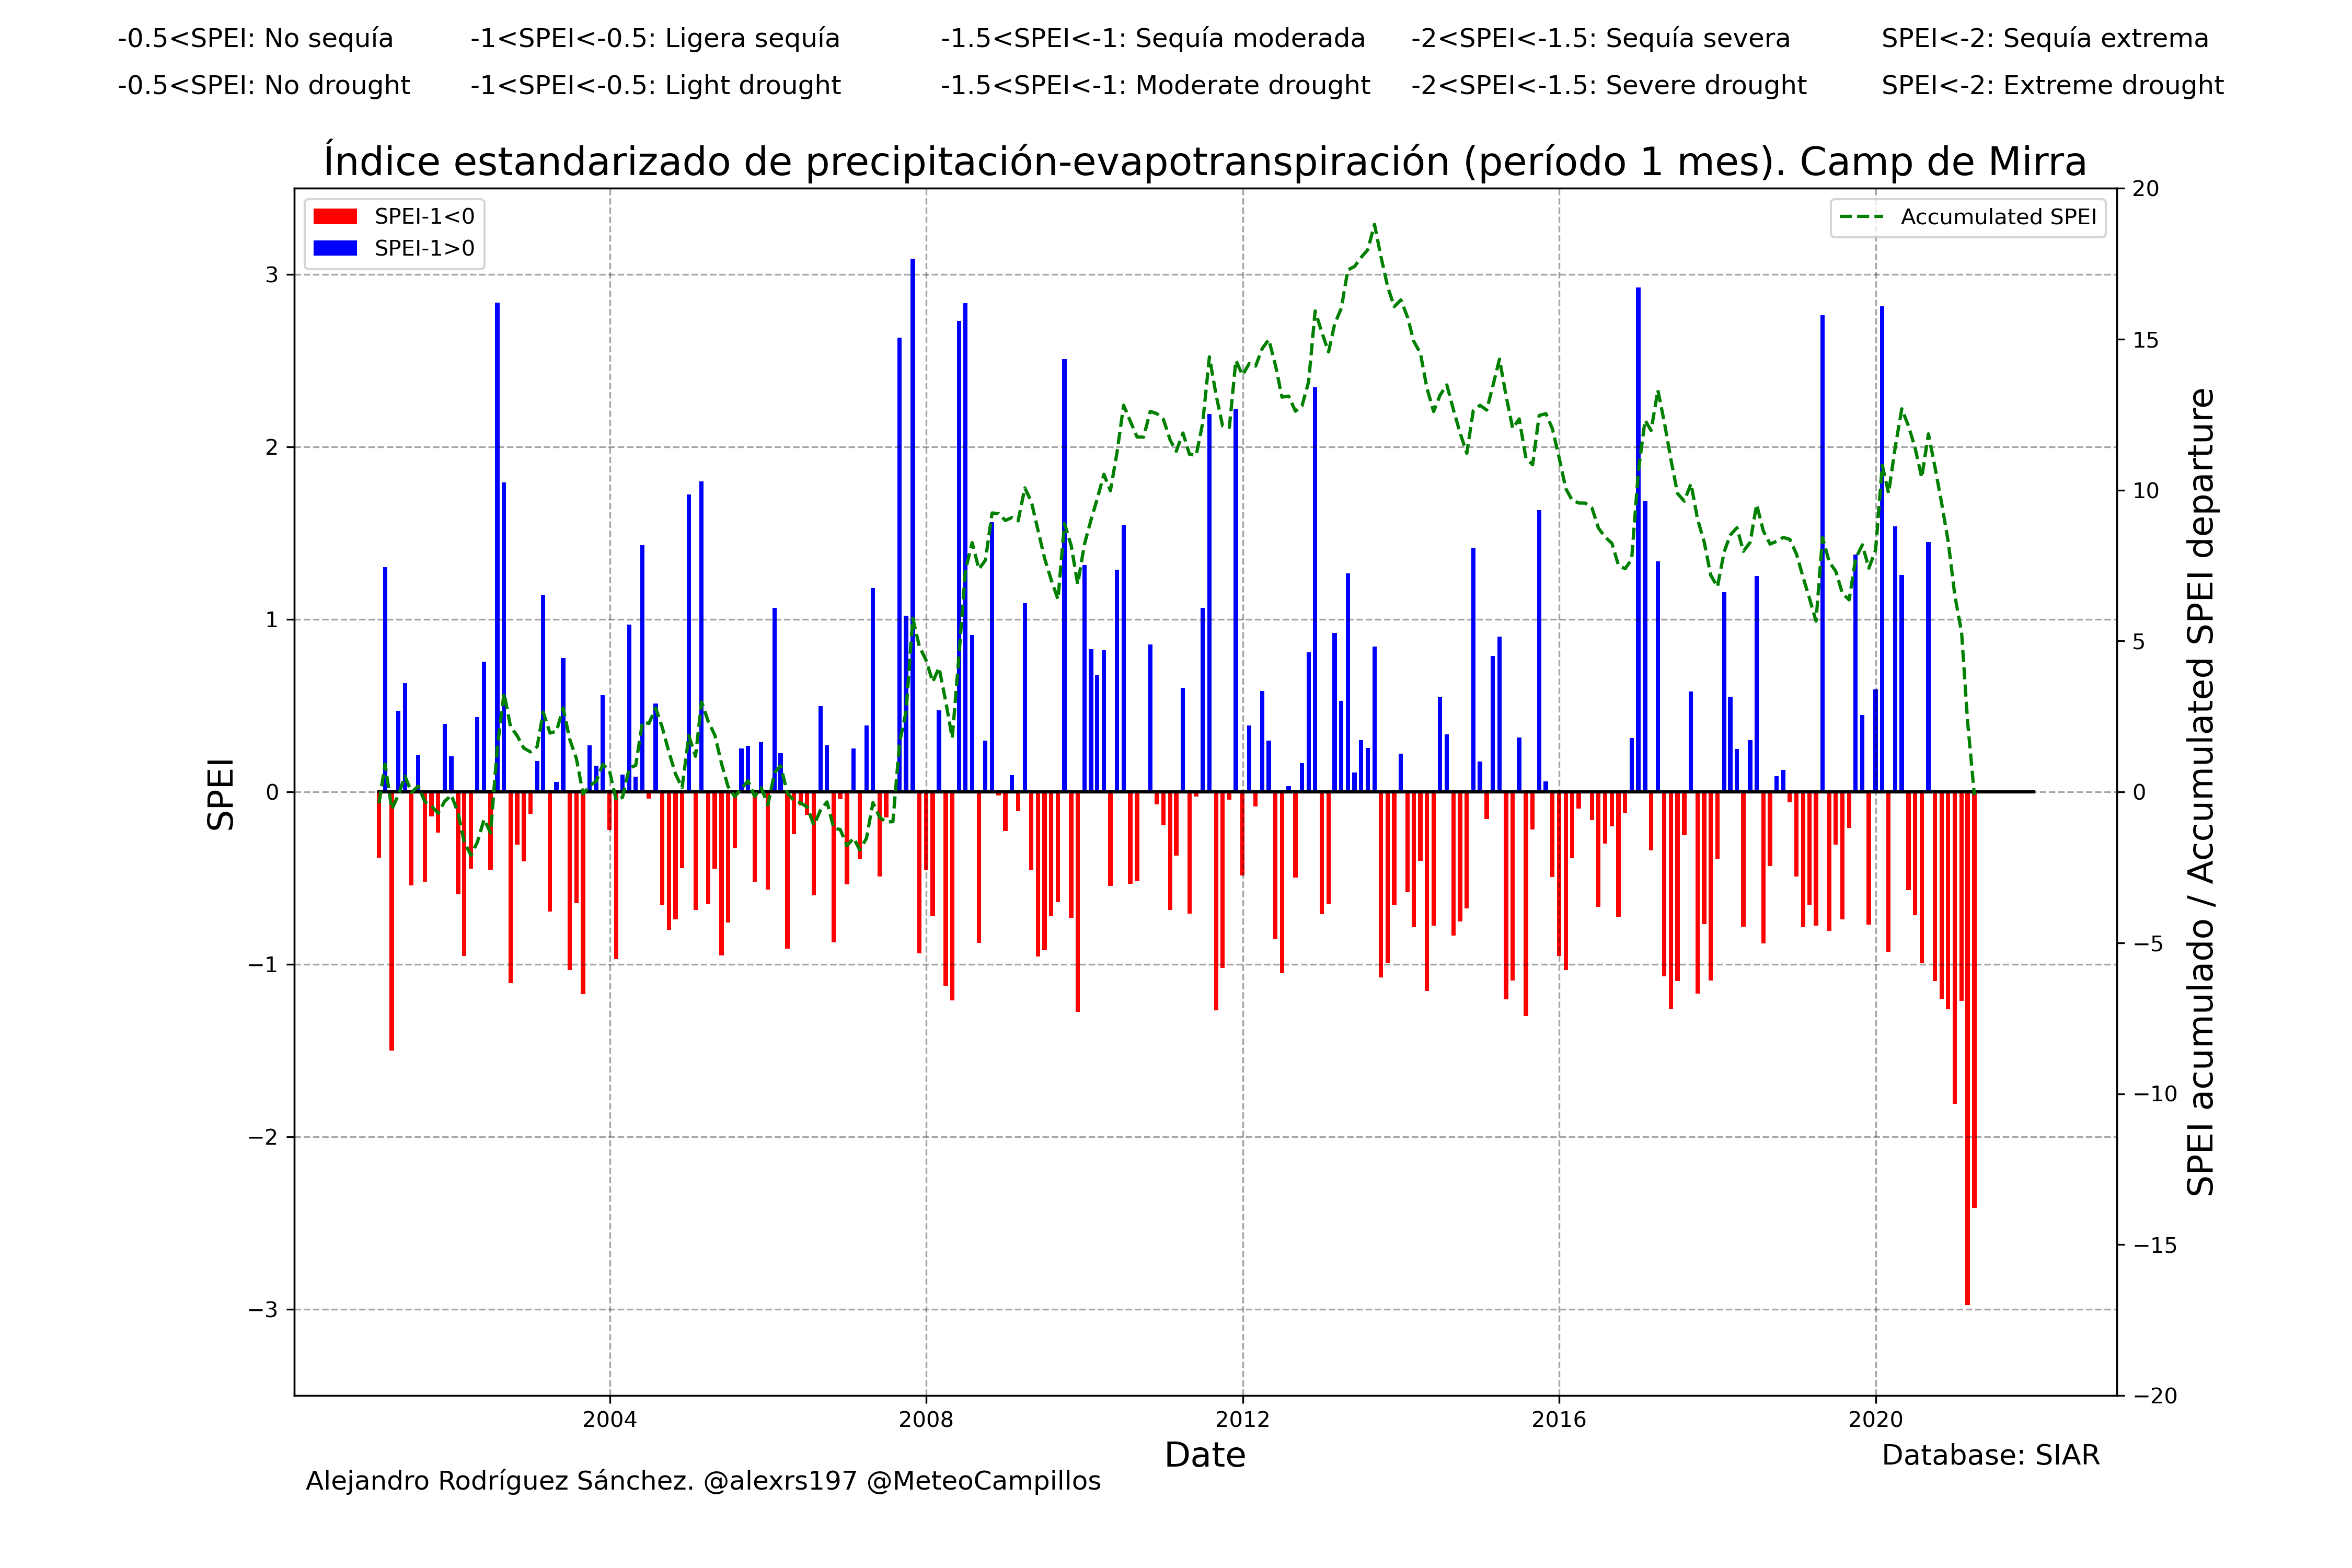 -0.5<SPEI: No sequía -1<SPEI<-0.5: Ligera sequía -1.5<SPEI<-1: Sequía moderada -2<SPEI<-1.5: Sequía severa SPEI<-2: Sequía extrema
-0.5<SPEI: No drought -1<SPEI<-0.5: Light drought -1.5<SPEI<-1: Moderate drought -2<SPEI<-1.5: Severe drought SPEI<-2: Extreme drought
Índice estandarizado de precipitación-evapotranspiración (período 1 mes). Camp de Mirra
SPEI-1<0
SPEI-1>0
Accumulated SPEI
SPEI
3
2
1
0
−1
−2
−3
20
15
10
5
0
−5
−10
−15
−20
SPEI acumulado / Accumulated SPEI departure
2004 2008 2012 2016 2020
Date
Database: SIAR
Alejandro Rodríguez Sánchez. @alexrs197 @MeteoCampillos